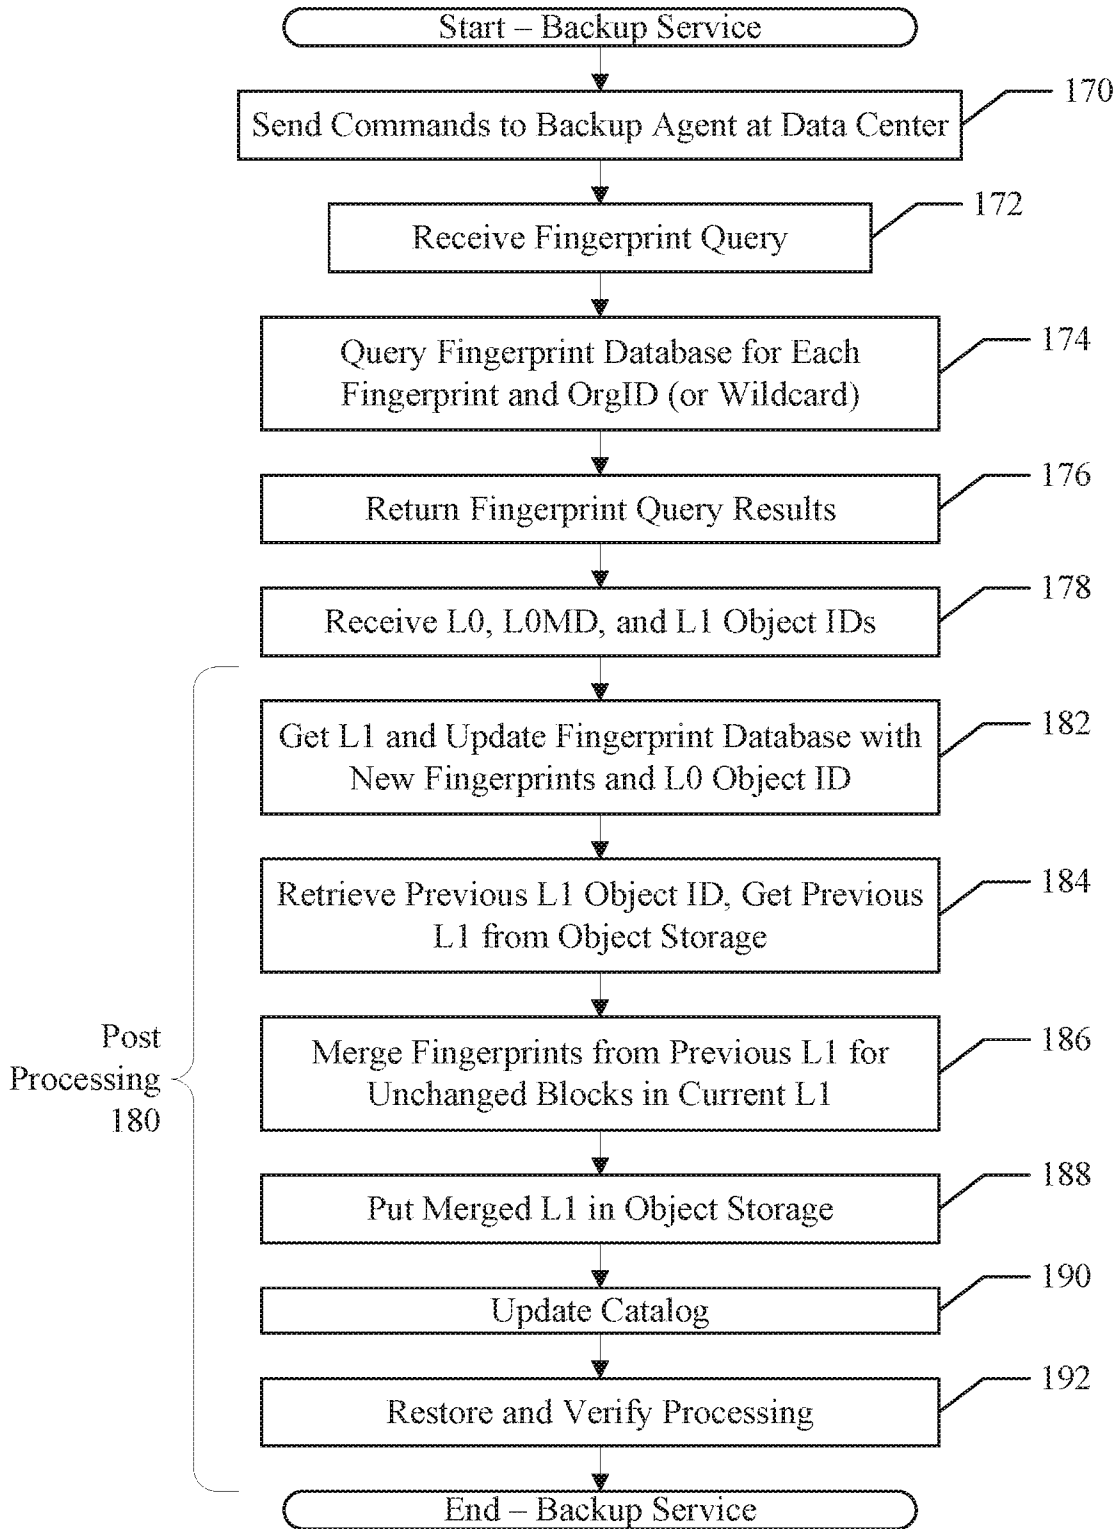 Start – Backup Service
170
Send Commands to Backup Agent at Data Center
172
Receive Fingerprint Query
174
Query Fingerprint Database for Each
Fingerprint and OrgID (or Wildcard)
176
Return Fingerprint Query Results
178
Receive L0, L0MD, and L1 Object IDs
182
Get L1 and Update Fingerprint Database with
New Fingerprints and L0 Object ID
184
Retrieve Previous L1 Object ID, Get Previous
L1 from Object Storage
186
Merge Fingerprints from Previous L1 for
Unchanged Blocks in Current L1
Post
Processing
180
188
Put Merged L1 in Object Storage
190
Update Catalog
192
Restore and Verify Processing
End – Backup Service